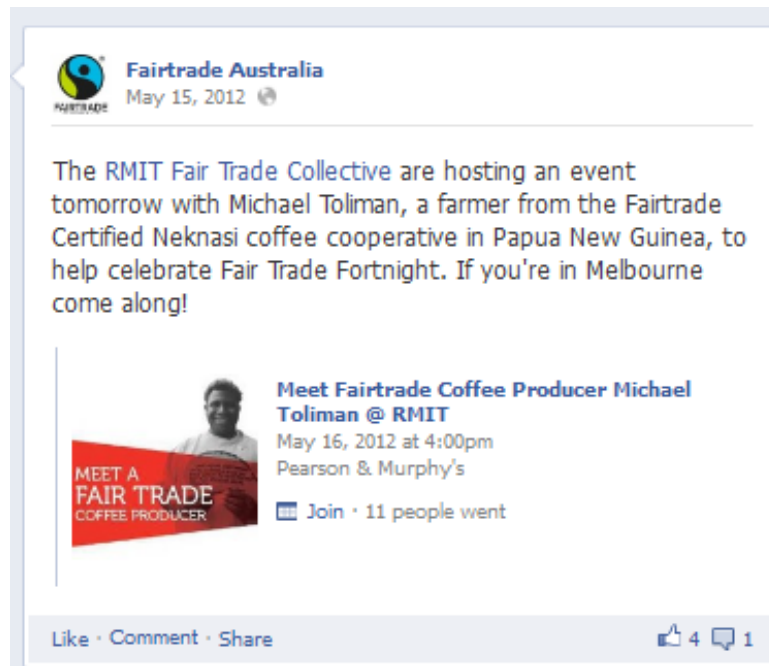 FAIRTRADE
Fairtrade Australia
May 15, 2012
The RMIT Fair Trade Collective are hosting an event
tomorrow with Michael Toliman, a farmer from the Fairtrade
Certified Neknasi coffee cooperative in Papua New Guinea, to
help celebrate Fair Trade Fortnight. If you're in Melbourne
come along!
MEET A
FAIR TRADE
COFFEE PRODUCER
Meet Fairtrade Coffee Producer Michael
Toliman @ RMIT
May 16, 2012 at 4:00pm
Pearson & Murphy's
Join · 11 people went
Like · Comment · Share
4 1